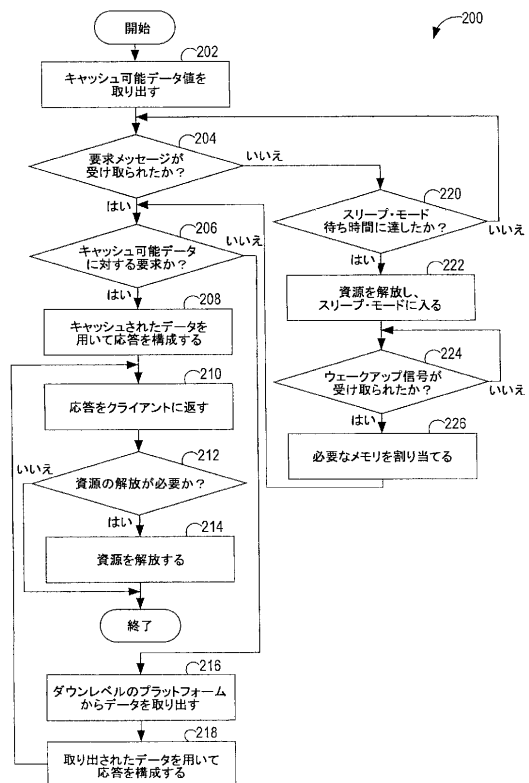 200
開始
202
キャッシュ可能データ値を
取り出す
204
要求メッセージが
受け取られたか？
いいえ
はい
206
キャッシュ可能データ
に対する要求か？
いいえ
はい
208
キャッシュされたデータを
用いて応答を構成する
210
応答をクライアントに返す
212
資源の解放が必要か？
いいえ
はい
214
資源を解放する
終了
216
ダウンレベルのプラットフォーム
からデータを取り出す
218
取り出されたデータを用いて
応答を構成する
220
スリープ・モード
待ち時間に達したか？
いいえ
はい
222
資源を解放し、
スリープ・モードに入る
224
ウェークアップ信号が
受け取られたか？
いいえ
はい
226
必要なメモリを割り当てる